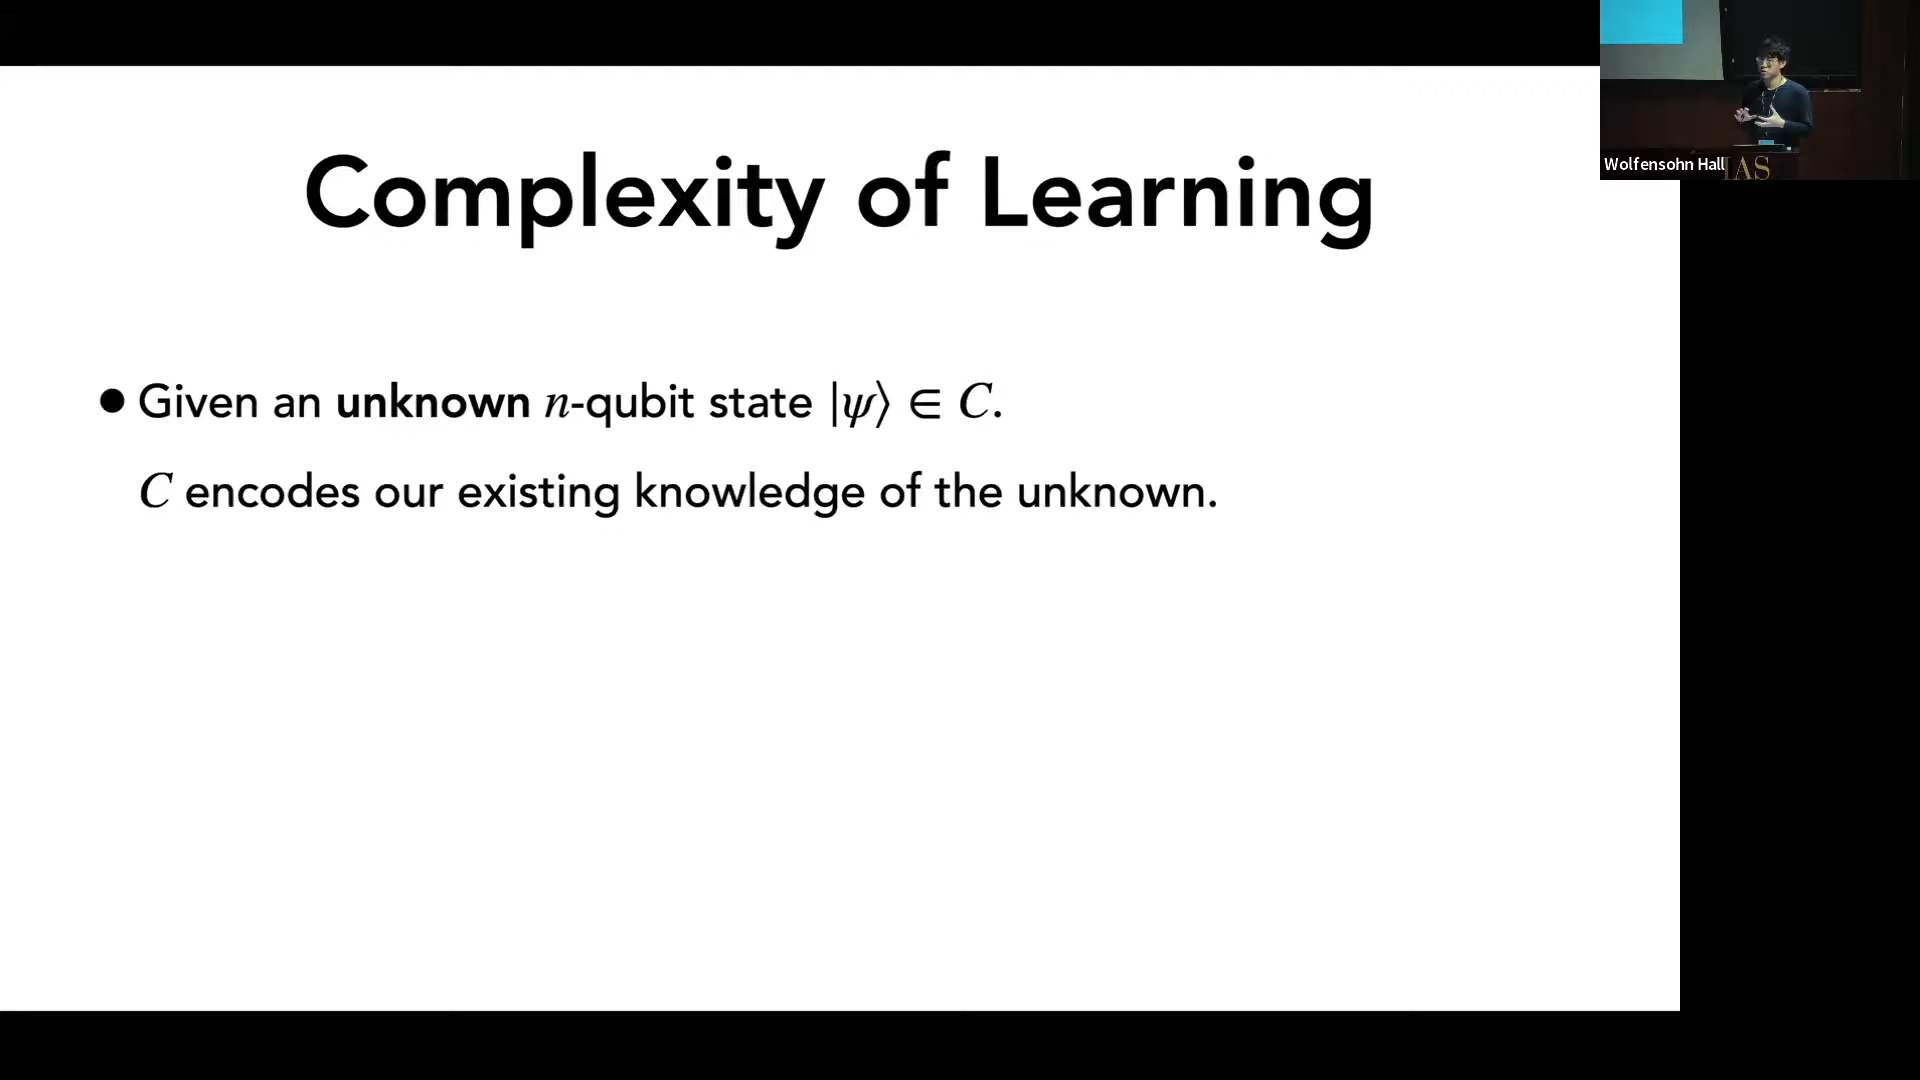 Complexity of Learning
● Given an unknown n-qubit state |ψ⟩ ∈ C.
C encodes our existing knowledge of the unknown.
Wolfensohn Hall
IAS